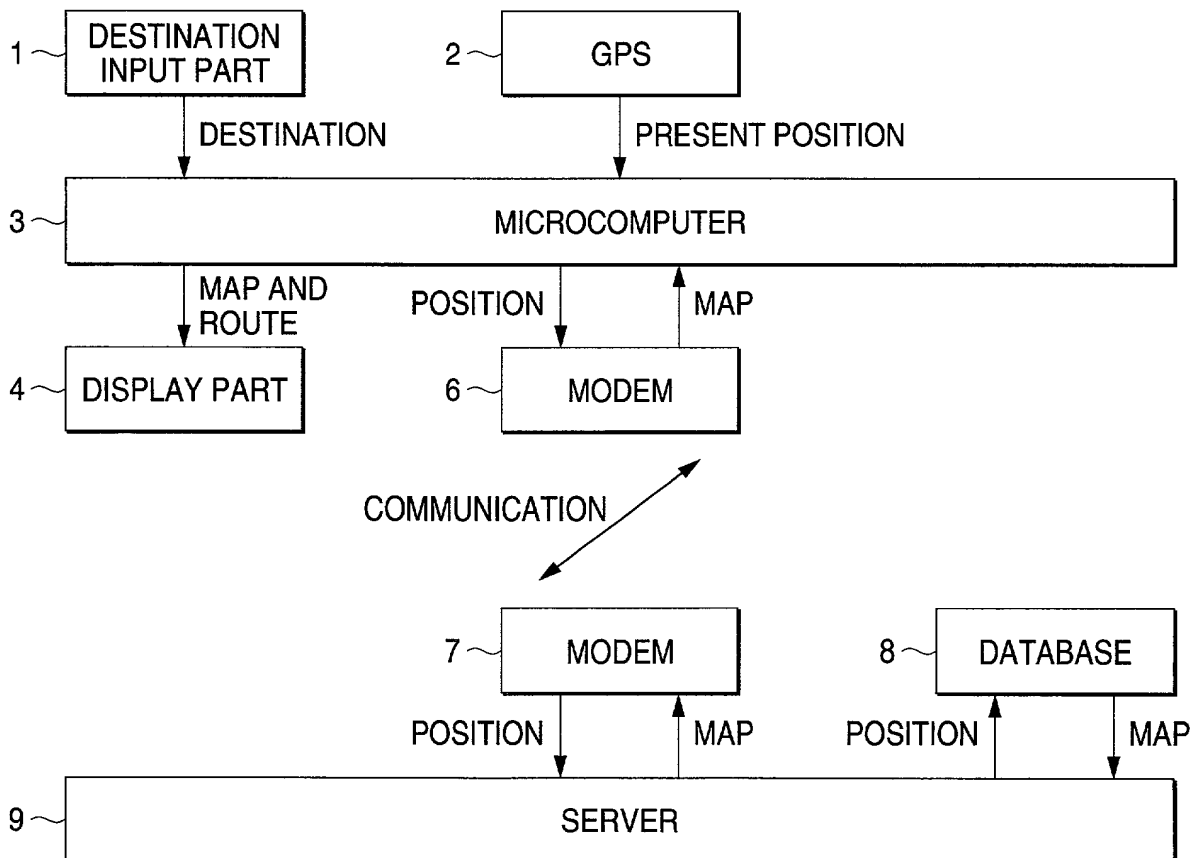 1
DESTINATION
INPUT PART
2
GPS
DESTINATION
PRESENT POSITION
3
MICROCOMPUTER
MAP AND
ROUTE
POSITION
MAP
4
DISPLAY PART
6
MODEM
COMMUNICATION
7
MODEM
8
DATABASE
POSITION
MAP
POSITION
MAP
9
SERVER